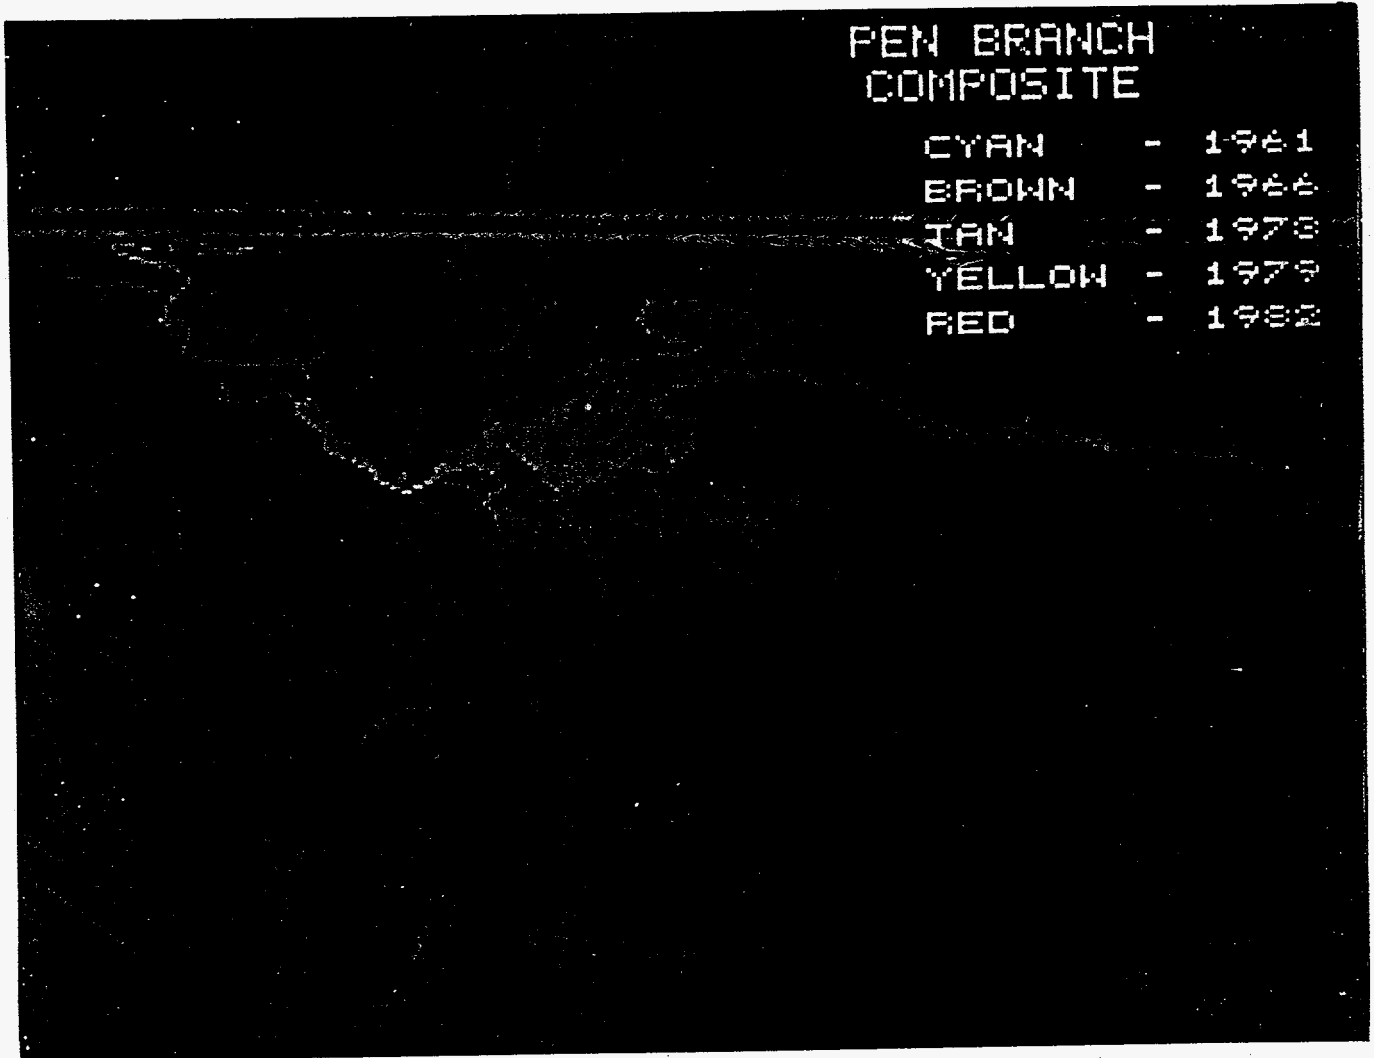 PEN BRANCH
COMPOSITE
CYAN - 1961
BROWN - 1966
TAN - 1973
YELLOW - 1979
RED - 1982